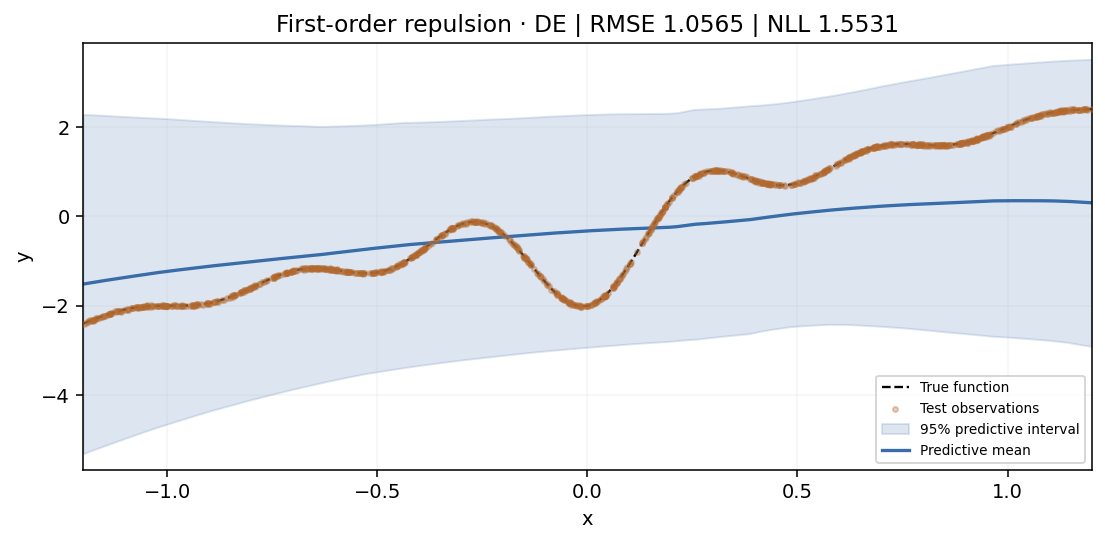 First-order repulsion · DE | RMSE 1.0565 | NLL 1.5531
y
2
0
−2
−4
True function
Test observations
95% predictive interval
Predictive mean
−1.0 −0.5 0.0 0.5 1.0
x